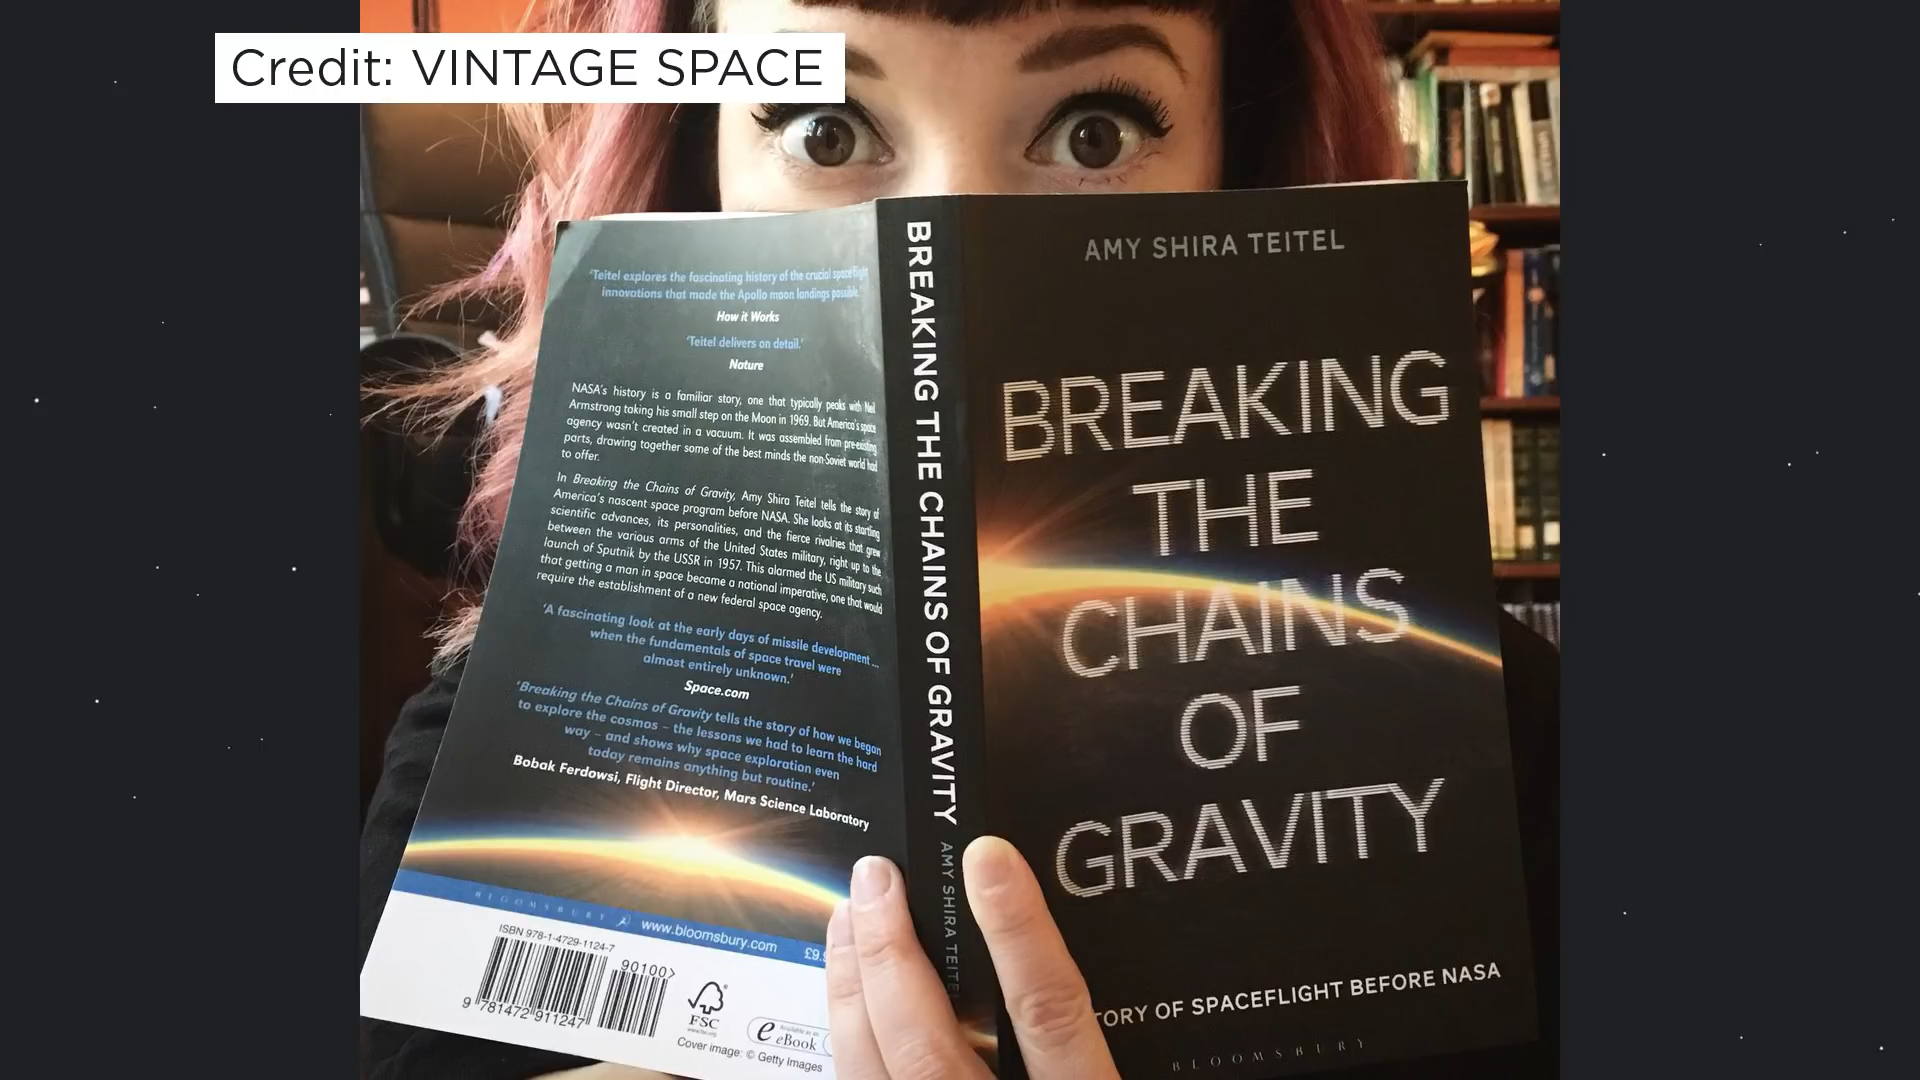 Credit: VINTAGE SPACE
'Teitel explores the fascinating history of the crucial spaceflight
innovations that made the Apollo moon landings possible.'
How it Works
'Teitel delivers on detail.'
Nature
NASA's history is a familiar story, one that typically peaks with Neil
Armstrong taking his small step on the Moon in 1969. But America's space
agency wasn't created in a vacuum. It was assembled from pre-existing
parts, drawing together some of the best minds the non-Soviet world had
to offer.
In Breaking the Chains of Gravity, Amy Shira Teitel tells the story of
America's nascent space program before NASA. She looks at its startling
scientific advances, its personalities, and the fierce rivalries that grew
between the various arms of the United States military, right up to the
launch of Sputnik by the USSR in 1957. This alarmed the US military such
that getting a man in space became a national imperative, one that would
require the establishment of a new federal space agency.
'A fascinating look at the early days of missile development ...
when the fundamentals of space travel were
almost entirely unknown.'
Space.com
'Breaking the Chains of Gravity tells the story of how we began
to explore the cosmos – the lessons we had to learn the hard
way – and shows why space exploration even
today remains anything but routine.'
Bobak Ferdowsi, Flight Director, Mars Science Laboratory
BLOOMSBURY www.bloomsbury.com £9.9
ISBN 978-1-4729-1124-7
90100>
9 781472 911247
FSC
www.fsc.org
Available as an
eBook
Cover image: © Getty Images
BREAKING THE CHAINS OF GRAVITY AMY SHIRA TEITEL
AMY SHIRA TEITEL
BREAKING
THE
CHAINS
OF
GRAVITY
TORY OF SPACEFLIGHT BEFORE NASA
BLOOMSBURY